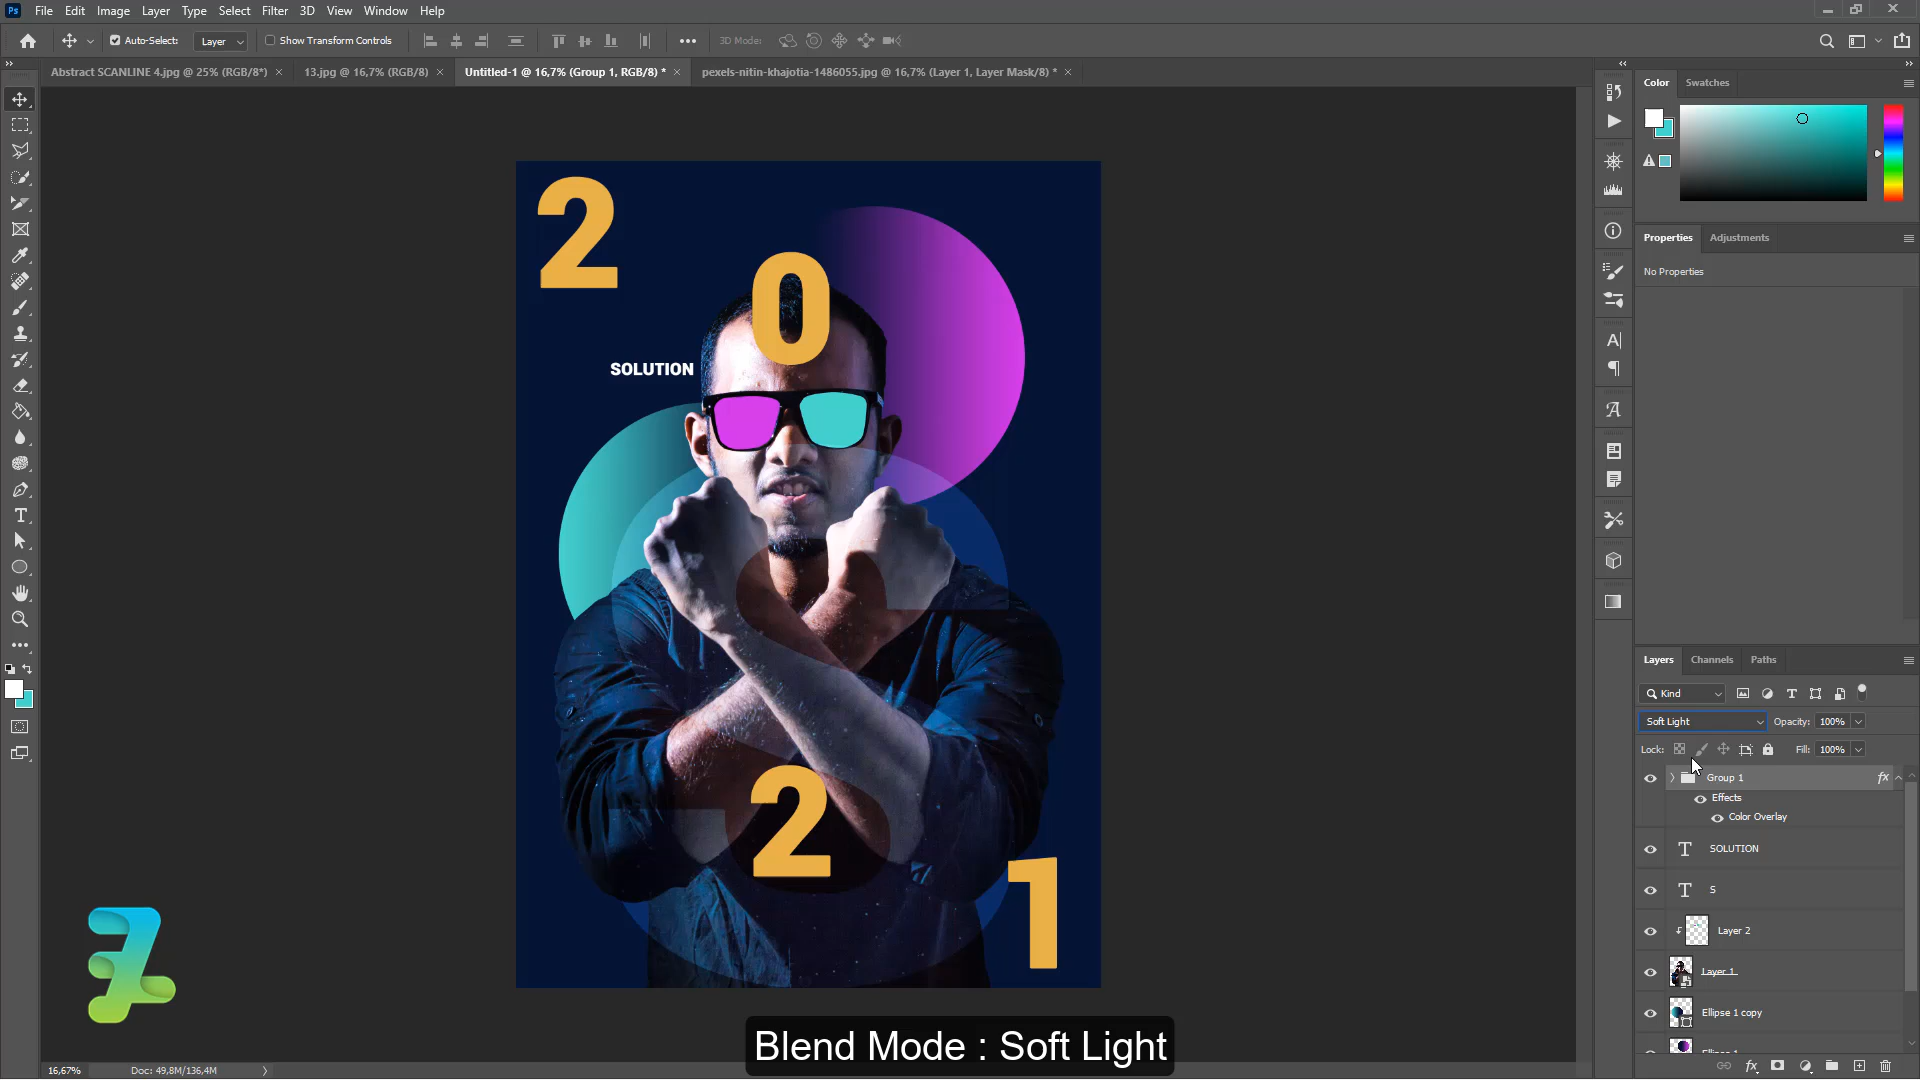 Ps File Edit Image Layer Type Select Filter 3D View Window Help
Auto-Select: Layer Show Transform Controls 3D Mode:
Abstract SCANLINE 4.jpg @ 25% (RGB/8*) × 13.jpg @ 16,7% (RGB/8) × Untitled-1 @ 16,7% (Group 1, RGB/8) * × pexels-nitin-khajotia-1486055.jpg @ 16,7% (Layer 1, Layer Mask/8) * ×
Color Swatches
Properties Adjustments
No Properties
2
0
SOLUTION
2
1
Layers Channels Paths
Kind
Soft Light Opacity: 100%
Lock: Fill: 100%
Group 1 fx
Effects
Color Overlay
T SOLUTION
T S
Layer 2
Layer 1
Ellipse 1 copy
Blend Mode : Soft Light
16,67% Doc: 49,8M/136,4M